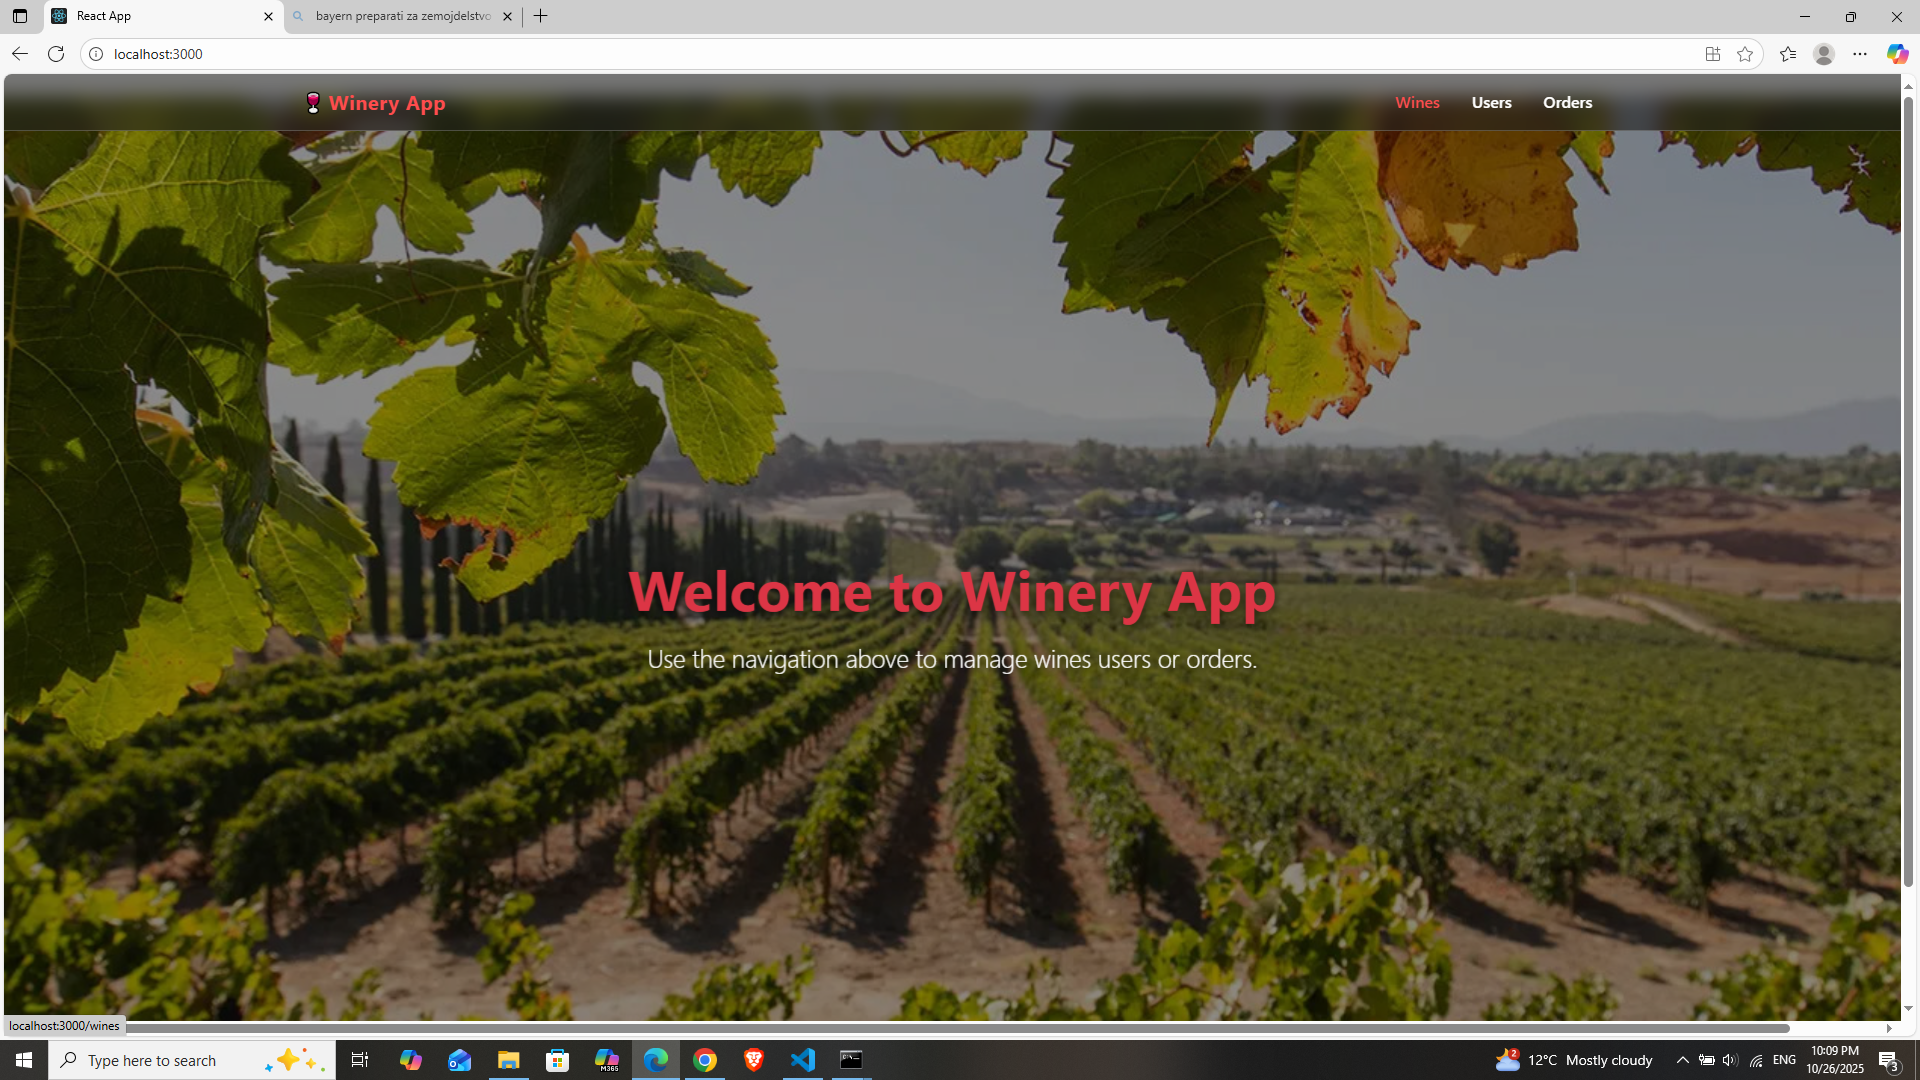 React App
bayern preparati za zemojdelstvo
localhost:3000
Winery App
Wines
Users
Orders
Welcome to Winery App
Use the navigation above to manage wines users or orders.
localhost:3000/wines
Type here to search
M365
2
12°C Mostly cloudy
ENG
10:09 PM
10/26/2025
3